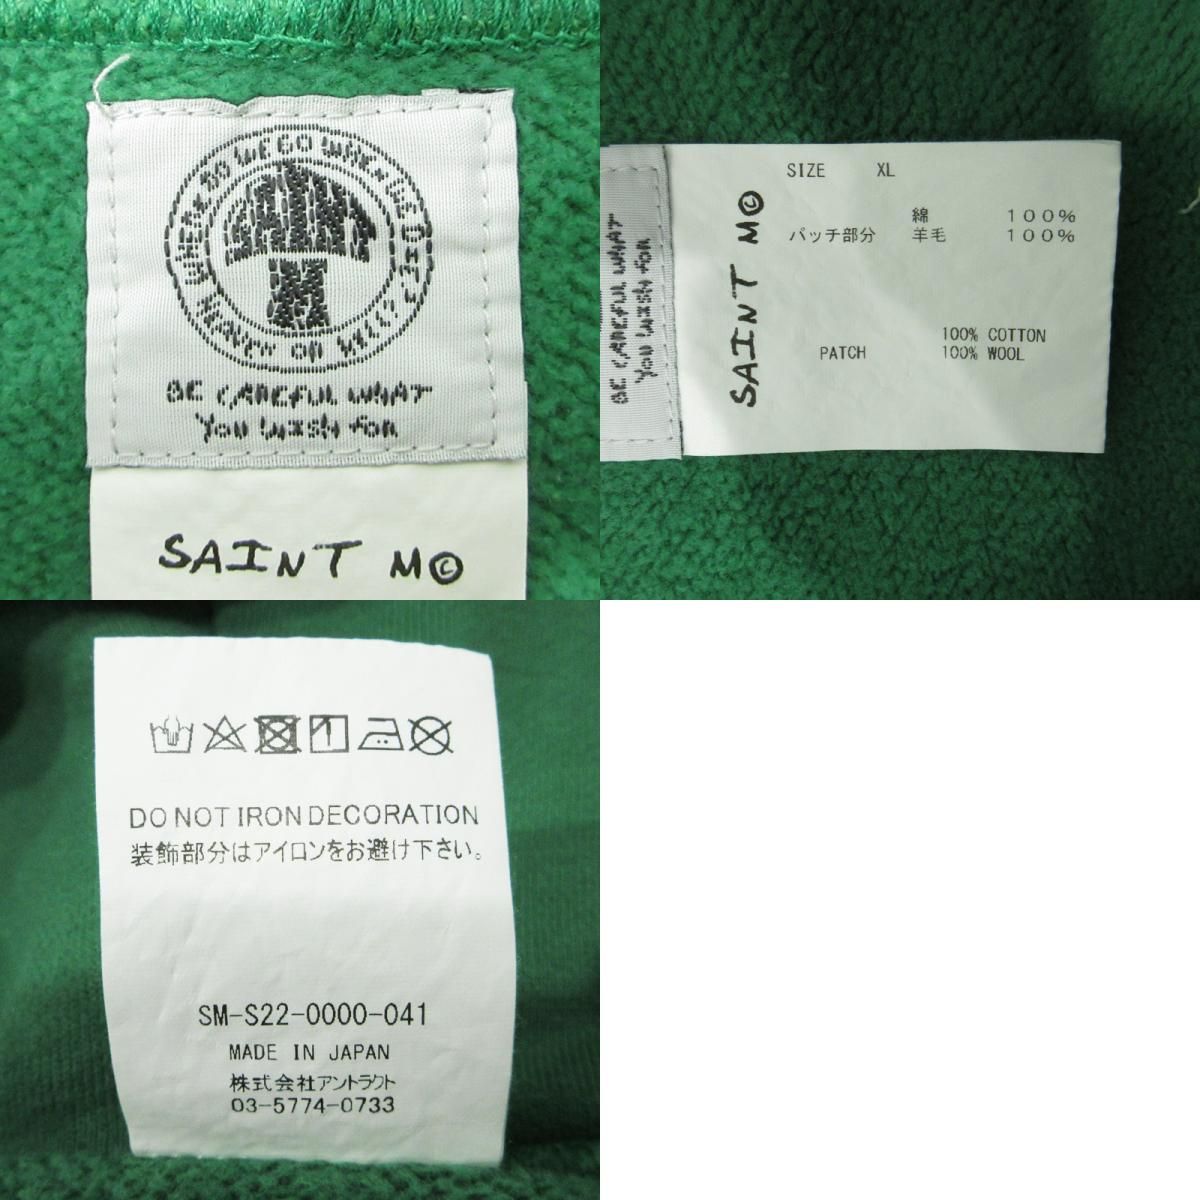 SAINT
M
BE CAREFUL WHAT
YOU WISH FOR
SAINT M©
BE CAREFUL WHAT
YOU WISH FOR
SAINT M©
SIZE XL
綿 100%
パッチ部分 羊毛 100%
100% COTTON
PATCH 100% WOOL
DO NOT IRON DECORATION
装飾部分はアイロンをお避け下さい。
SM-S22-0000-041
MADE IN JAPAN
株式会社アントラクト
03-5774-0733